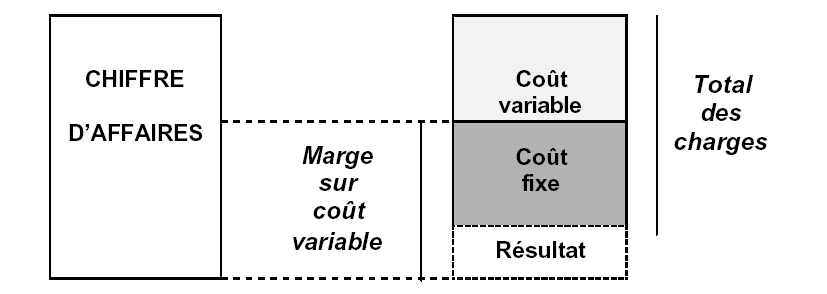 CHIFFRE
D'AFFAIRES
Marge
sur
coût
variable
Coût
variable
Coût
fixe
Résultat
Total
des
charges